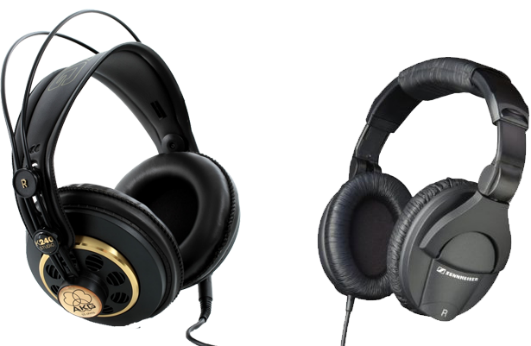 R
K240
AKG
SENNHEISER
R